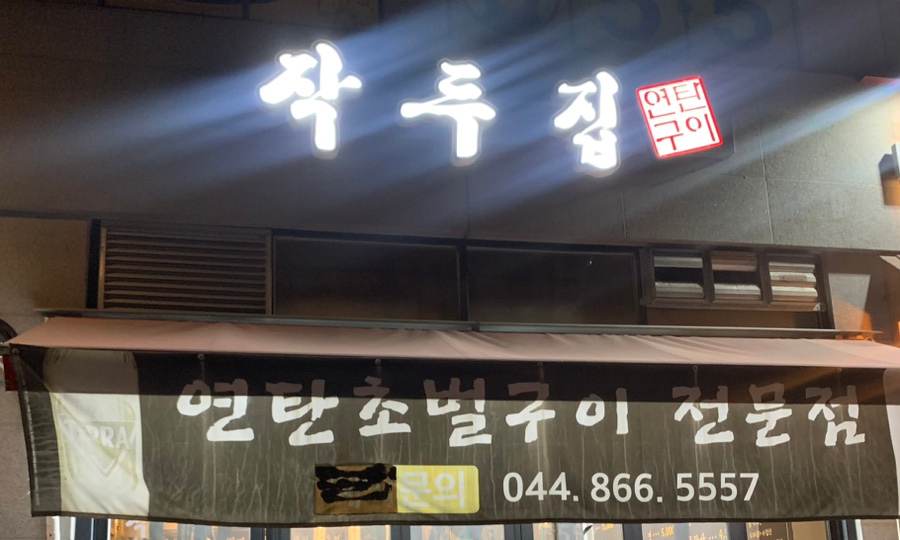 작두집
연탄
구이
연탄초벌구이 전문점
문의 044. 866. 5557